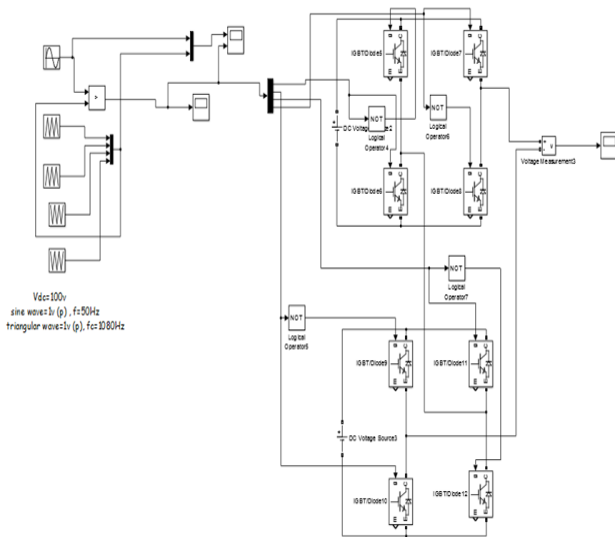 IGBT/Diode5
IGBT/Diode7
NOT
Logical
Operator4
NOT
Logical
Operator6
>
IGBT/Diode6
IGBT/Diode8
+
-
v
Voltage Measurement3
Vdc=100v
sine wave=1v (p) , f=50Hz
triangular wave=1v (p), fc=1080Hz
NOT
Logical
Operator7
NOT
Logical
Operator5
IGBT/Diode9
IGBT/Diode11
DC Voltage Source3
IGBT/Diode10
IGBT/Diode12